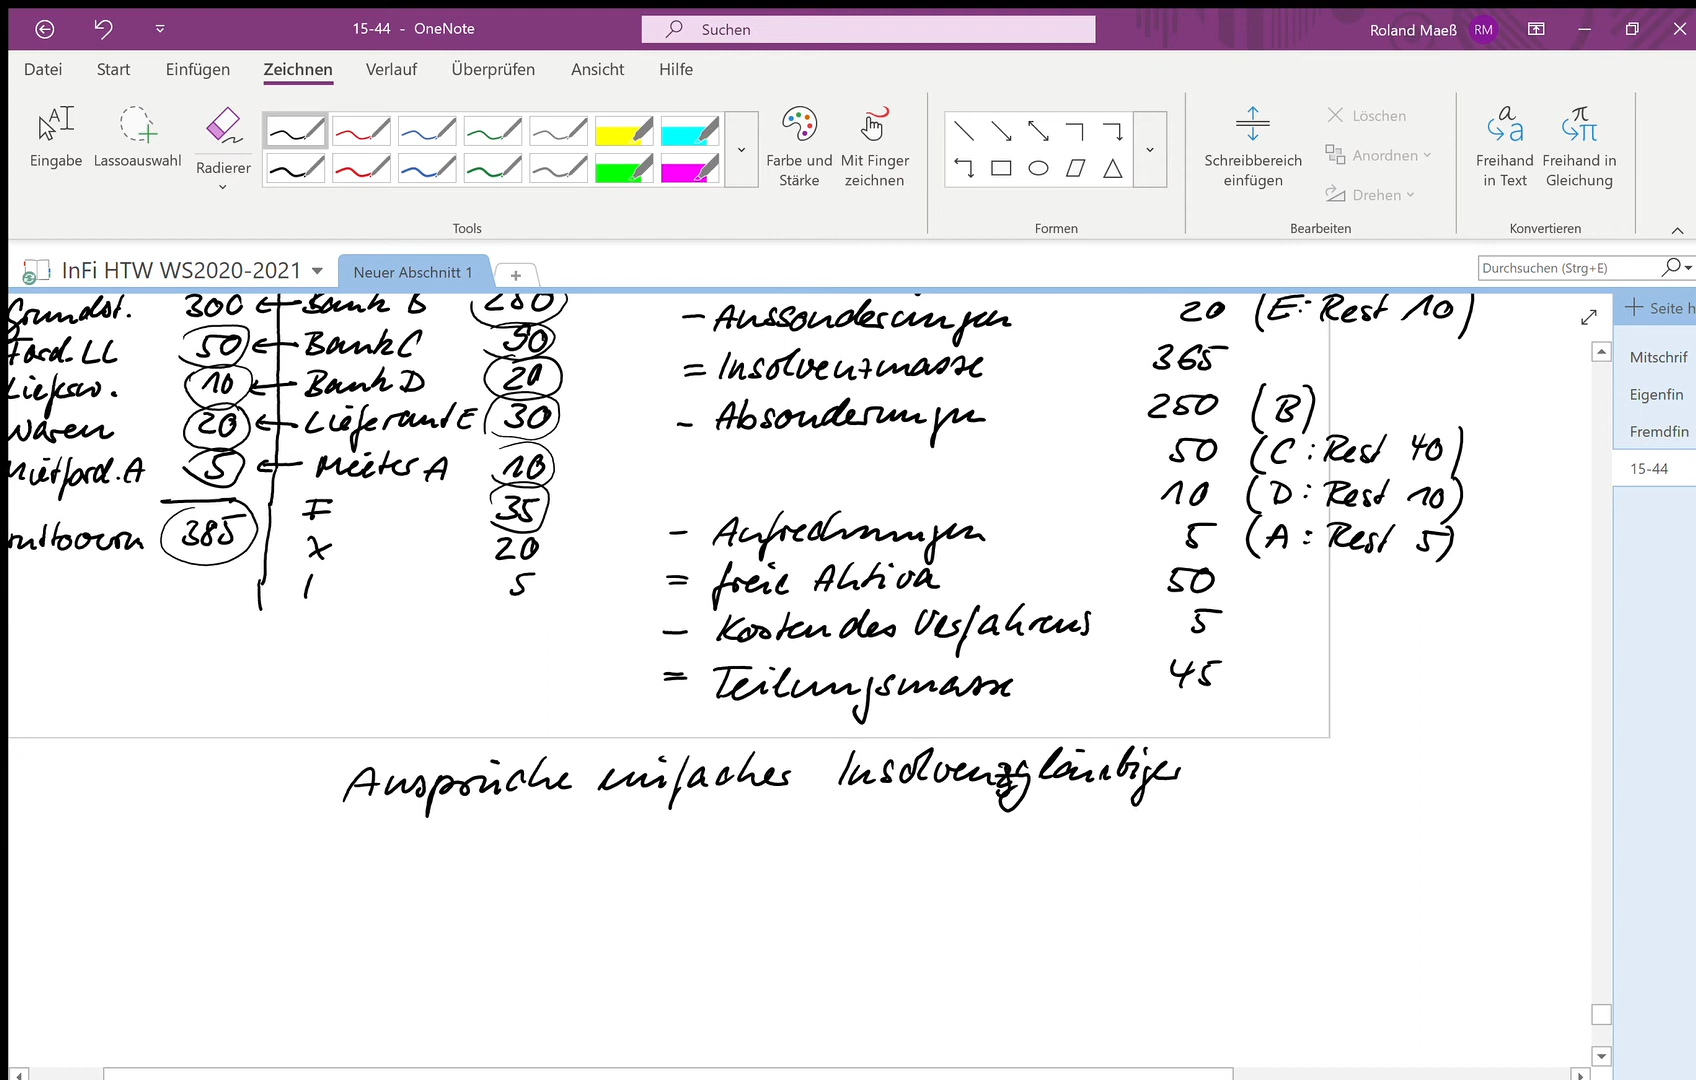 15-44 - OneNote
Suchen
Roland Maeß RM
Datei Start Einfügen Zeichnen Verlauf Überprüfen Ansicht Hilfe
Eingabe
Lassoauswahl
Radierer
Farbe und Stärke
Mit Finger zeichnen
Schreibbereich einfügen
Löschen
Anordnen
Drehen
Freihand in Text
Freihand in Gleichung
Tools
Formen
Bearbeiten
Konvertieren
InFi HTW WS2020-2021
Neuer Abschnitt 1
Durchsuchen (Strg+E)
Seite h
Mitschrif
Eigenfin
Fremdfin
15-44
Grundst. 300 Bank B 250
Ford. LL 50 Bank C 90
10 Bank D 20
Waren 20 Lieferant E 30
Mietford. A 5 Mieter A 10
F 35
385
X 20
5
- Aussonderungen 20 (E: Rest 10)
= Insolvenzmasse 365
- Absonderungen 250 (B)
50 (C: Rest 40)
10 (D: Rest 10)
- Aufrechnungen 5 (A: Rest 5)
= freie Aktiva 50
- Kosten des Verfahrens 5
= Teilungsmasse 45
Ansprüche einfacher Insolvenzgläubiger